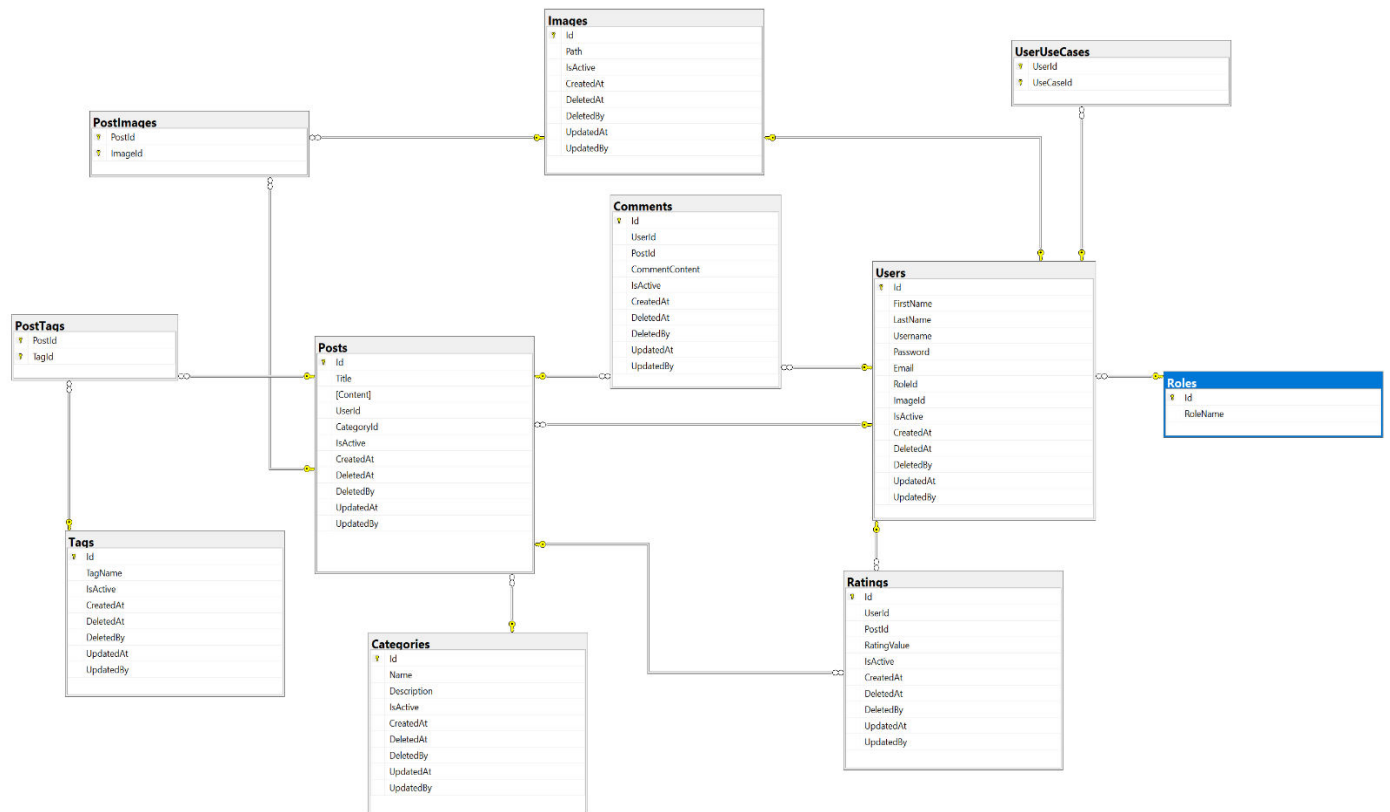 Images
Id
Path
IsActive
CreatedAt
DeletedAt
DeletedBy
UpdatedAt
UpdatedBy
UserUseCases
UserId
UseCaseId
PostImages
PostId
ImageId
Comments
Id
UserId
PostId
CommentContent
IsActive
CreatedAt
DeletedAt
DeletedBy
UpdatedAt
UpdatedBy
Users
Id
FirstName
LastName
Username
Password
Email
RoleId
ImageId
IsActive
CreatedAt
DeletedAt
DeletedBy
UpdatedAt
UpdatedBy
PostTags
PostId
TagId
Posts
Id
Title
[Content]
UserId
CategoryId
IsActive
CreatedAt
DeletedAt
DeletedBy
UpdatedAt
UpdatedBy
Roles
Id
RoleName
Tags
Id
TagName
IsActive
CreatedAt
DeletedAt
DeletedBy
UpdatedAt
UpdatedBy
Ratings
Id
UserId
PostId
RatingValue
IsActive
CreatedAt
DeletedAt
DeletedBy
UpdatedAt
UpdatedBy
Categories
Id
Name
Description
IsActive
CreatedAt
DeletedAt
DeletedBy
UpdatedAt
UpdatedBy